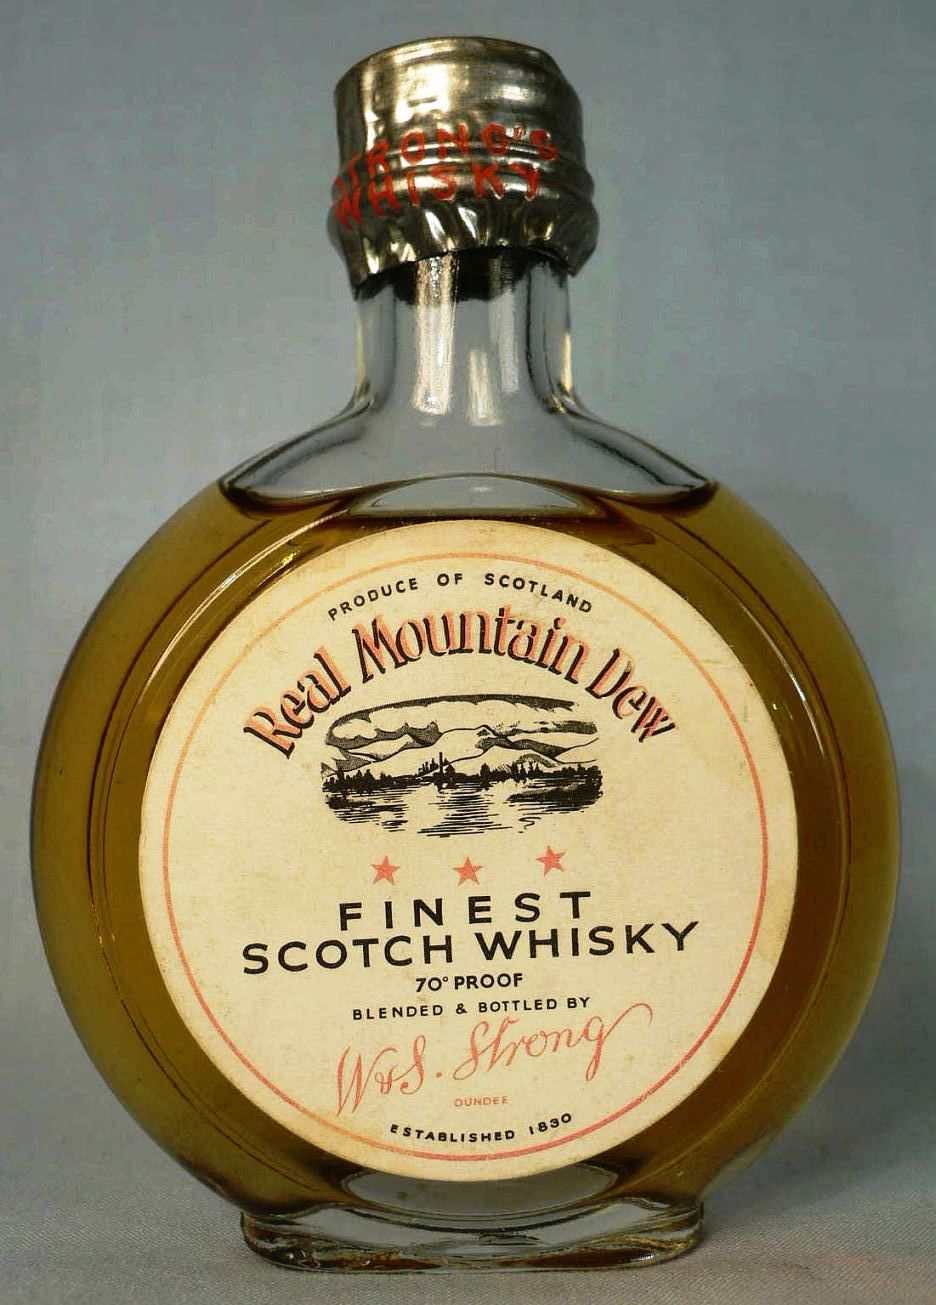 STRONG'S
WHISKY
PRODUCE OF SCOTLAND
Real Mountain Dew
FINEST
SCOTCH WHISKY
70° PROOF
BLENDED & BOTTLED BY
W & S. Strong
DUNDEE
ESTABLISHED 1830